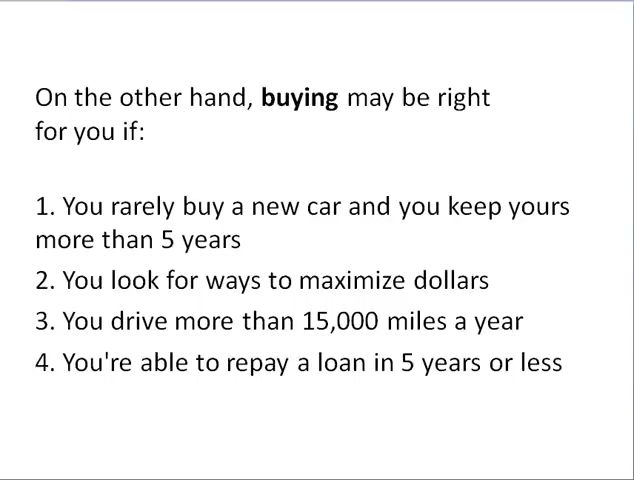 On the other hand, buying may be right
for you if:
1. You rarely buy a new car and you keep yours
more than 5 years
2. You look for ways to maximize dollars
3. You drive more than 15,000 miles a year
4. You're able to repay a loan in 5 years or less